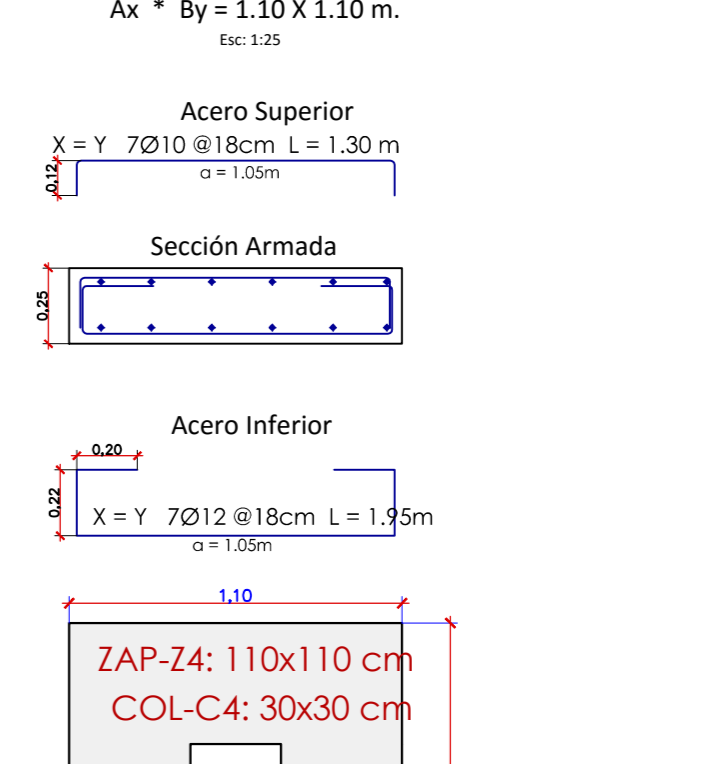 Ax * By = 1.10 X 1.10 m.
Esc: 1:25
Acero Superior
X = Y 7Ø10 @18cm L = 1.30 m
0,12
a = 1.05m
Sección Armada
0,25
Acero Inferior
0,20
0,22
X = Y 7Ø12 @18cm L = 1.95m
a = 1.05m
1,10
ZAP-Z4: 110x110 cm
COL-C4: 30x30 cm